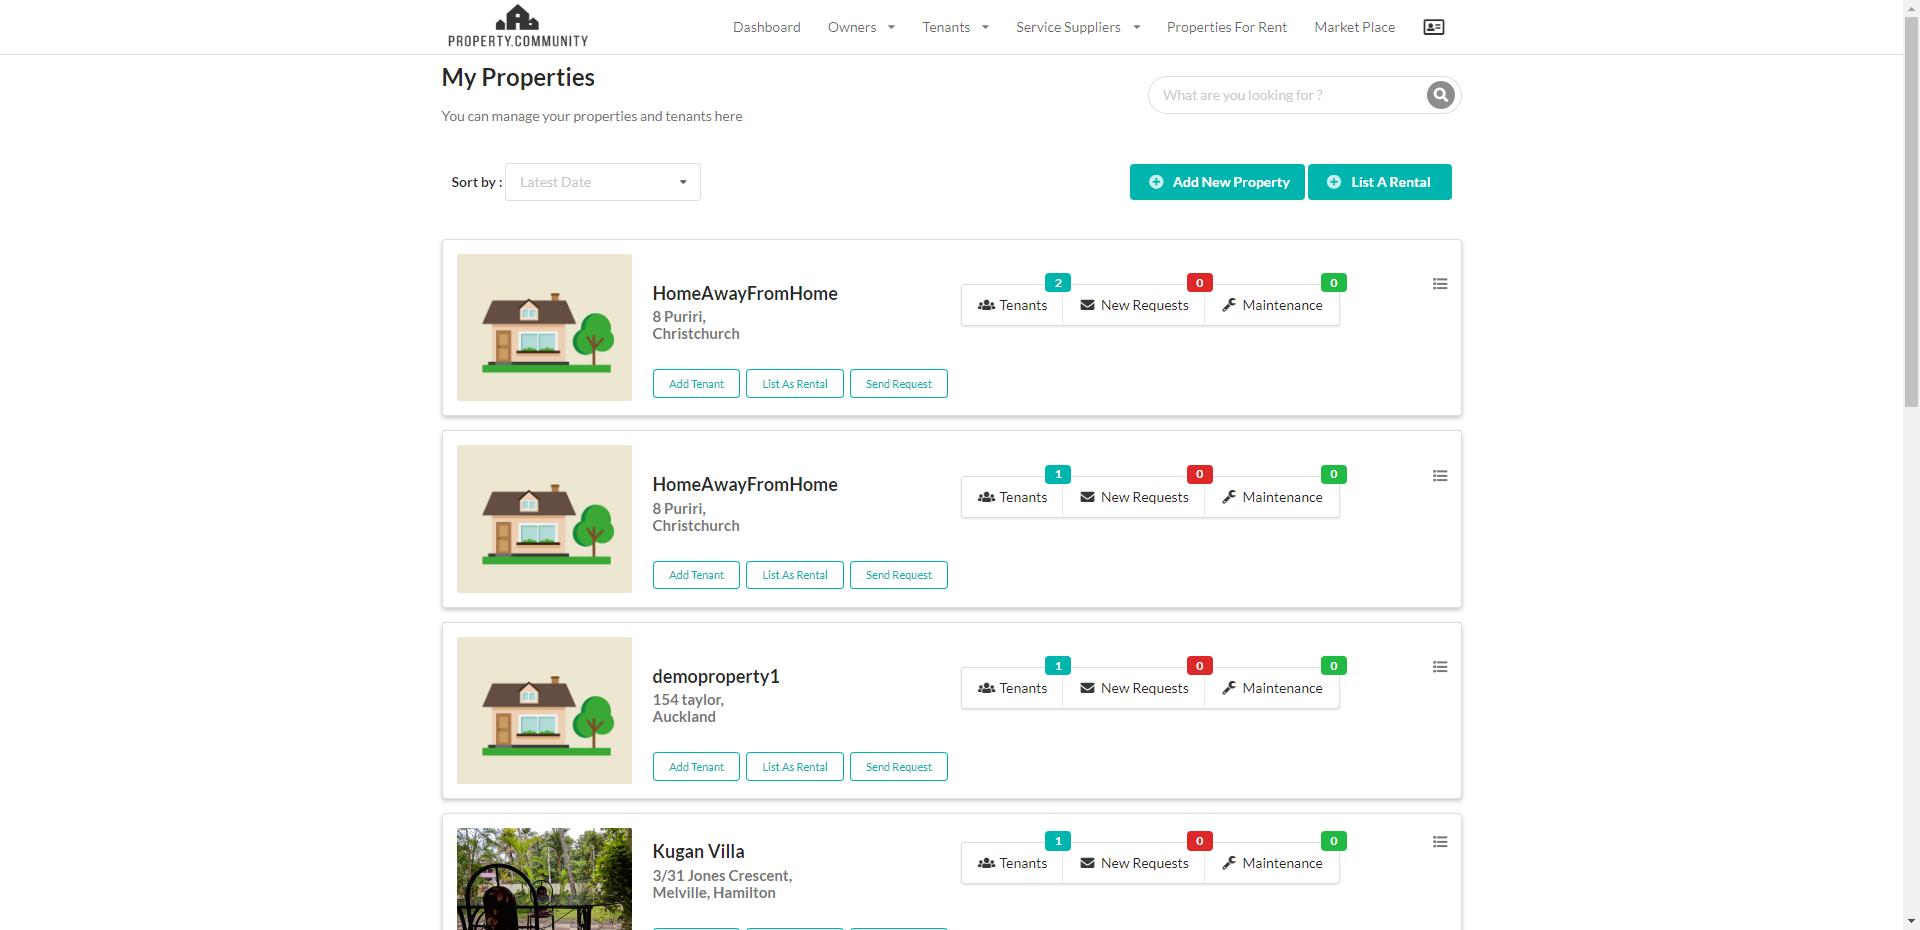 PROPERTY.COMMUNITY
Dashboard Owners Tenants Service Suppliers Properties For Rent Market Place
My Properties
What are you looking for ?
You can manage your properties and tenants here
Sort by : Latest Date
Add New Property List A Rental
2 0 0
HomeAwayFromHome
Tenants New Requests Maintenance
8 Puriri,
Christchurch
Add Tenant List As Rental Send Request
1 0 0
HomeAwayFromHome
Tenants New Requests Maintenance
8 Puriri,
Christchurch
Add Tenant List As Rental Send Request
1 0 0
demoproperty1
Tenants New Requests Maintenance
154 taylor,
Auckland
Add Tenant List As Rental Send Request
1 0 0
Kugan Villa
Tenants New Requests Maintenance
3/31 Jones Crescent,
Melville, Hamilton